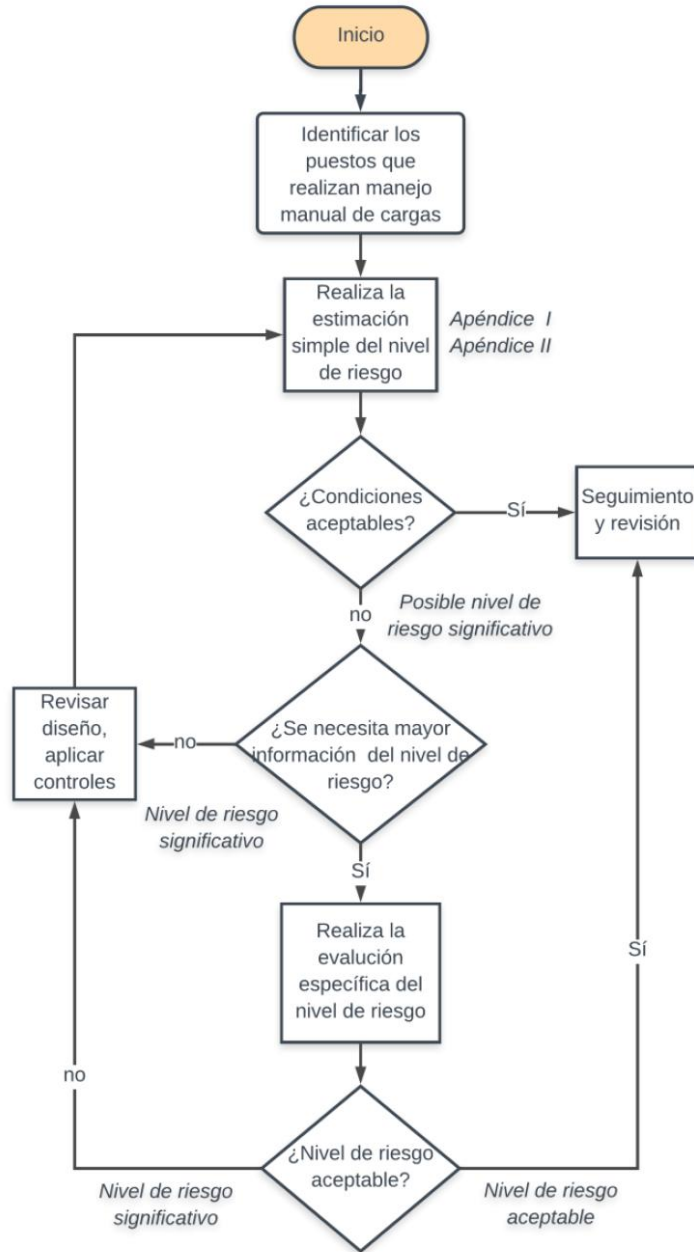 Inicio
Identificar los
puestos que
realizan manejo
manual de cargas
Realiza la
estimación
simple del nivel
de riesgo
Apéndice I
Apéndice II
¿Condiciones
aceptables?
Sí
Seguimiento
y revisión
no
Posible nivel de
riesgo significativo
¿Se necesita mayor
información del nivel de
riesgo?
no
Revisar
diseño,
aplicar
controles
Nivel de riesgo
significativo
Sí
Realiza la
evalución
específica del
nivel de riesgo
Sí
no
¿Nivel de riesgo
aceptable?
Nivel de riesgo
significativo
Nivel de riesgo
aceptable